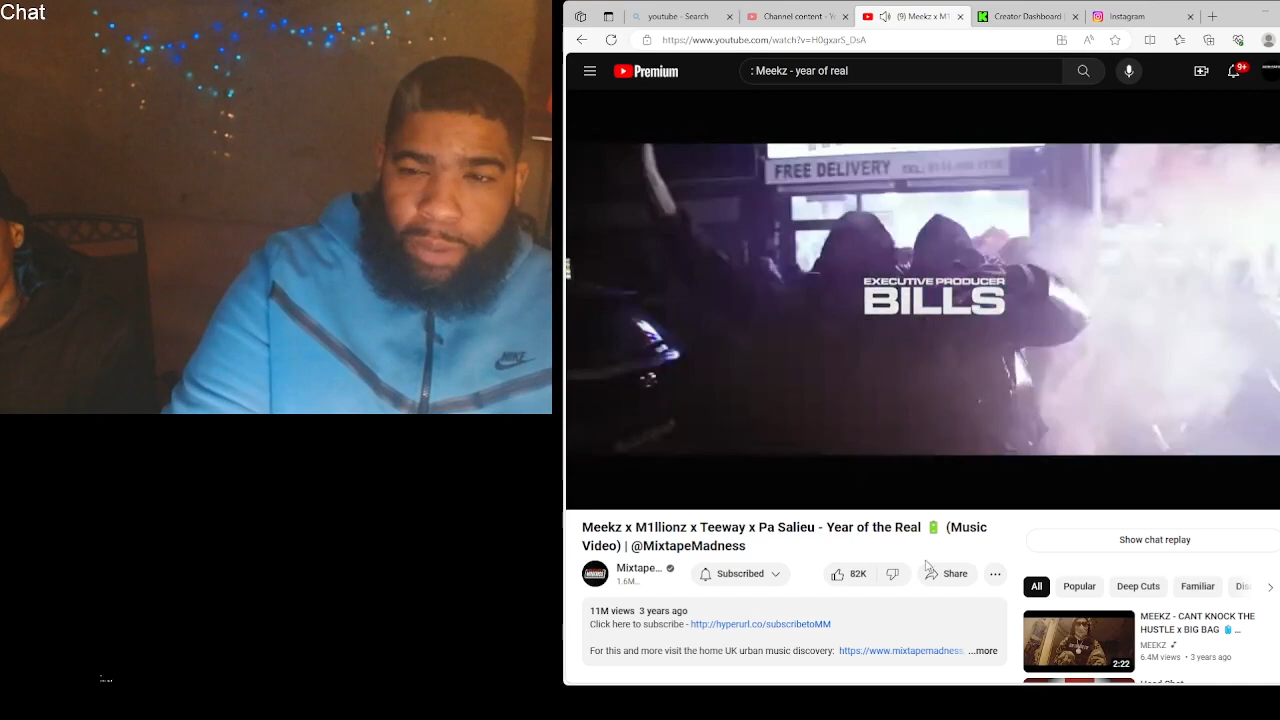 Chat
youtube - Search
Channel content - Y
(9) Meekz x M1
Creator Dashboard
Instagram
https://www.youtube.com/watch?v=H0gxarS_DsA
Premium
: Meekz - year of real
9+
FREE DELIVERY
EXECUTIVE PRODUCER
BILLS
NIKE
Meekz x M1llionz x Teeway x Pa Salieu - Year of the Real 🔋 (Music
Video) | @MixtapeMadness
Show chat replay
Mixtape...
1.6M...
Subscribed
82K
Share
All
Popular
Deep Cuts
Familiar
Dis
11M views 3 years ago
Click here to subscribe - http://hyperurl.co/subscribetoMM
For this and more visit the home UK urban music discovery: https://www.mixtapemadness. ...more
MEEKZ - CANT KNOCK THE
HUSTLE x BIG BAG 🧊 ...
MEEKZ
6.4M views • 3 years ago
2:22